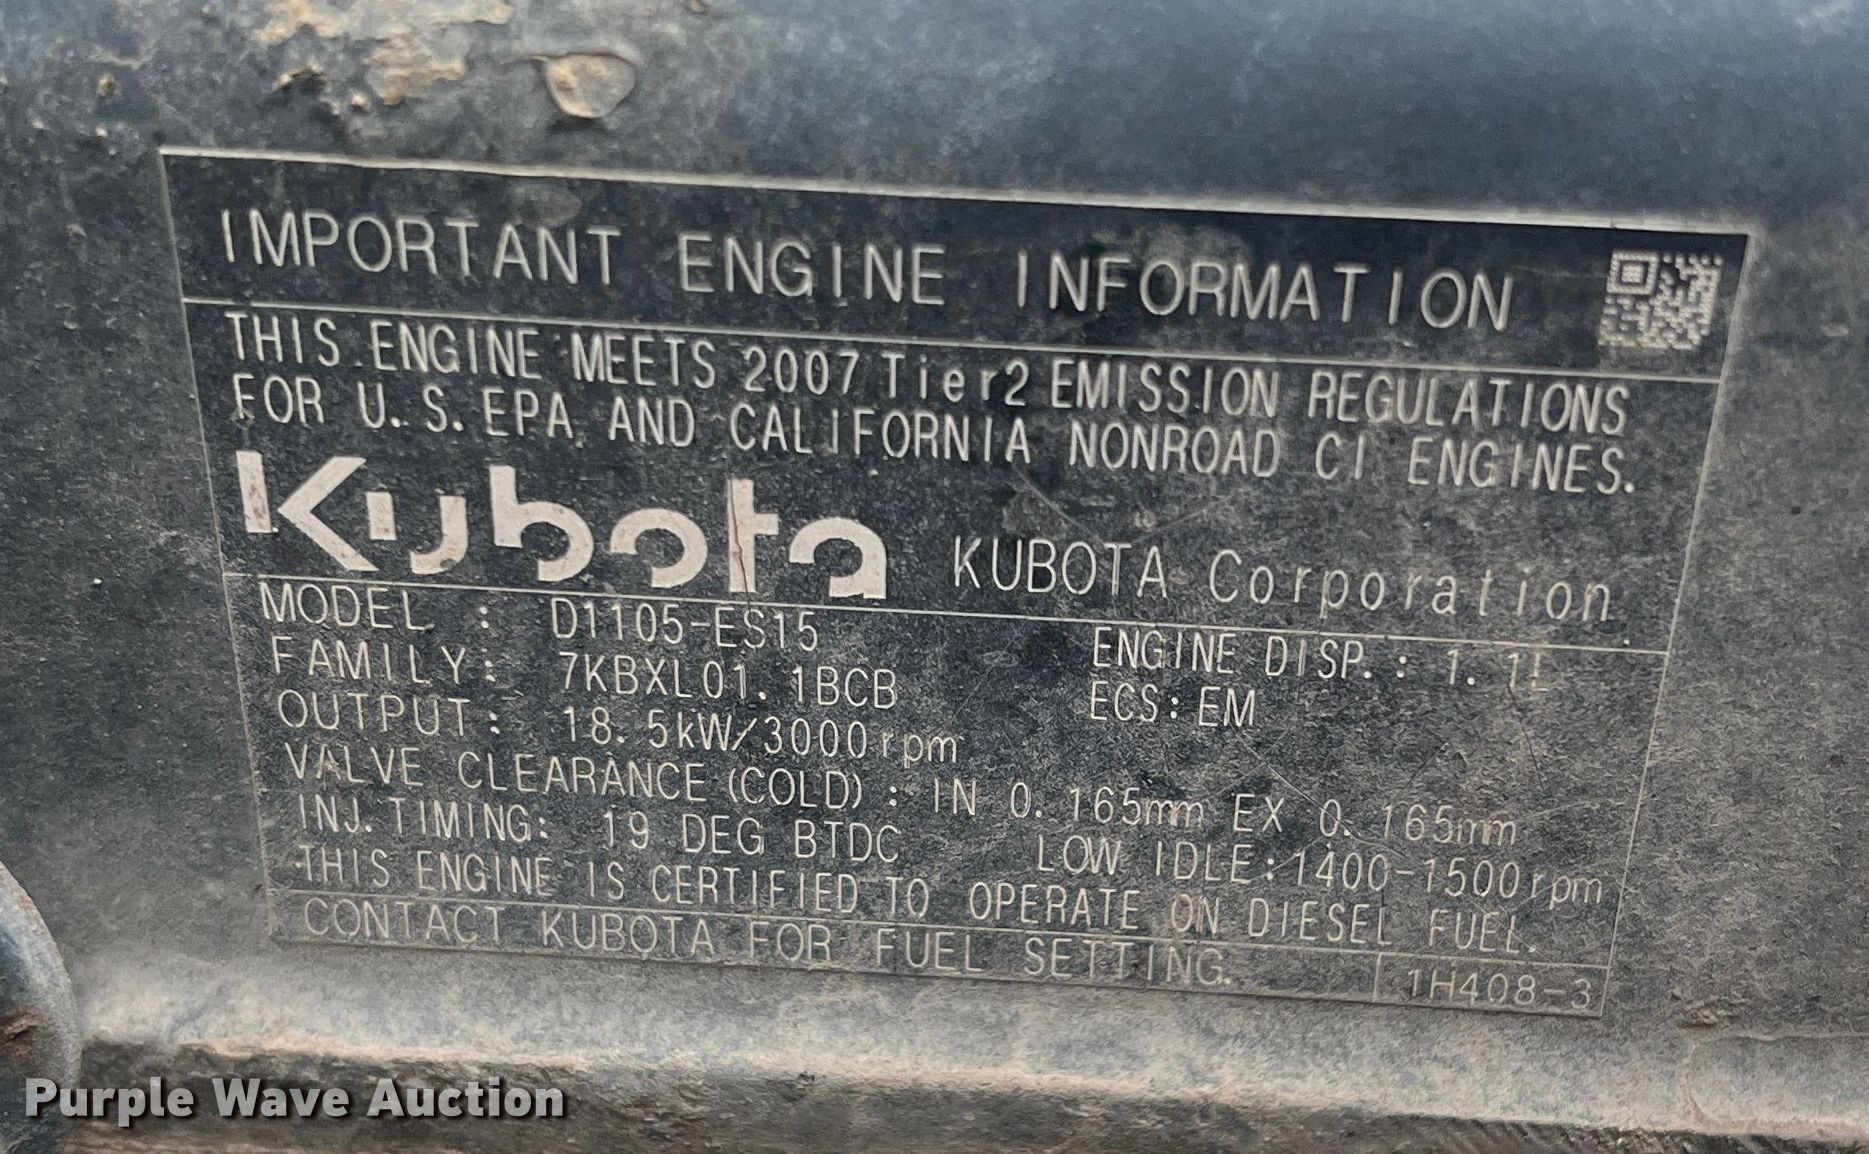 IMPORTANT ENGINE INFORMATION
THIS ENGINE MEETS 2007 Tier2 EMISSION REGULATIONS
FOR U.S. EPA AND CALIFORNIA NONROAD CI ENGINES.
Kubota KUBOTA Corporation
MODEL : D1105-ES15 ENGINE DISP.: 1.1L
FAMILY: 7KBXL01.1BCB ECS: EM
OUTPUT: 18.5kW/3000rpm
VALVE CLEARANCE (COLD): IN 0.165mm EX 0.165mm
INJ. TIMING: 19 DEG BTDC LOW IDLE:1400-1500rpm
THIS ENGINE IS CERTIFIED TO OPERATE ON DIESEL FUEL.
CONTACT KUBOTA FOR FUEL SETTING. 1H408-3
Purple Wave Auction